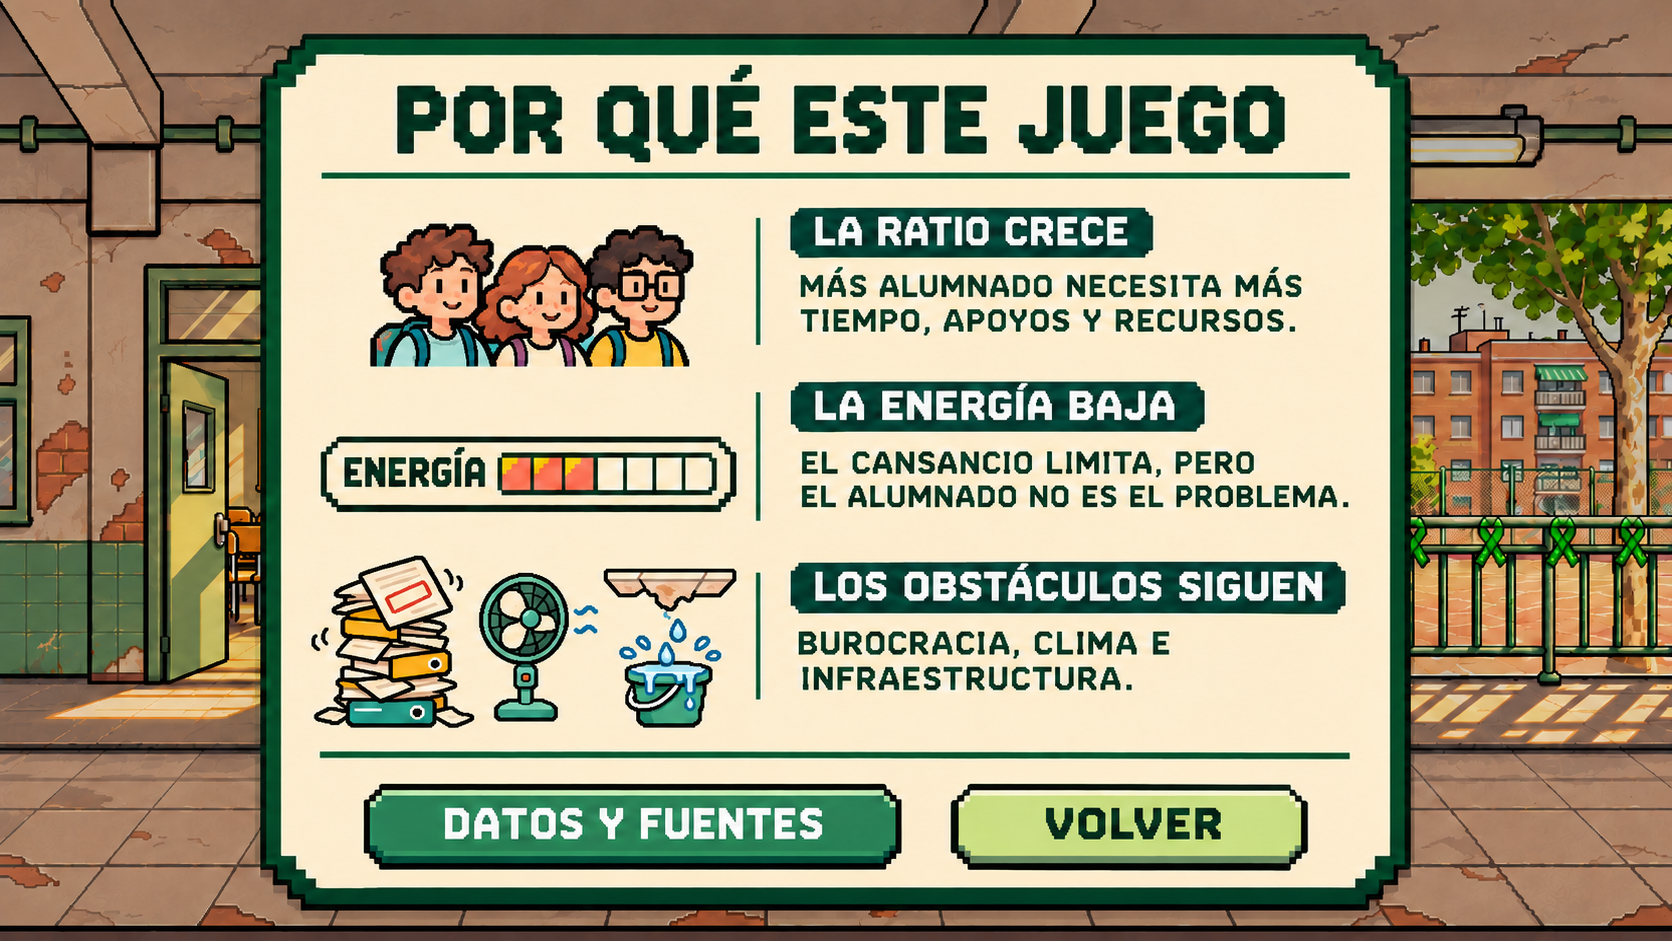 POR QUÉ ESTE JUEGO
LA RATIO CRECE
MÁS ALUMNADO NECESITA MÁS
TIEMPO, APOYOS Y RECURSOS.
ENERGÍA
LA ENERGÍA BAJA
EL CANSANCIO LIMITA, PERO
EL ALUMNADO NO ES EL PROBLEMA.
LOS OBSTÁCULOS SIGUEN
BUROCRACIA, CLIMA E
INFRAESTRUCTURA.
DATOS Y FUENTES
VOLVER